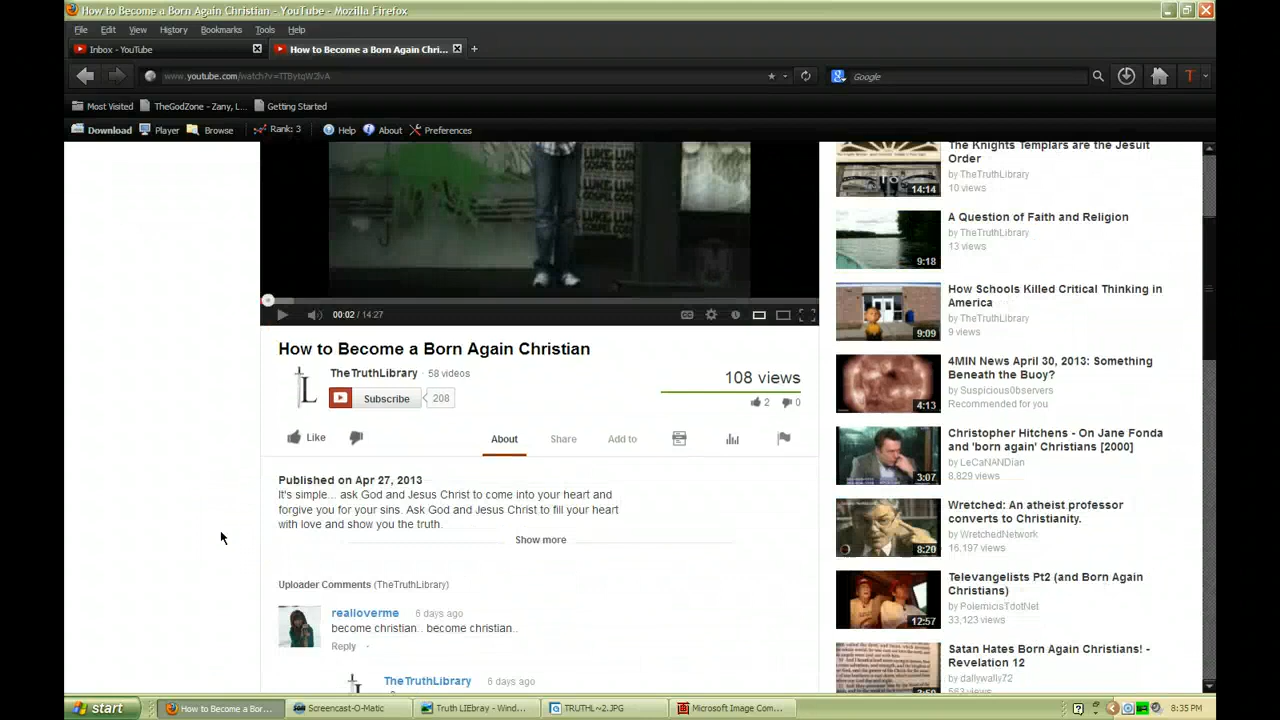 How to Become a Born Again Christian - YouTube - Mozilla Firefox
File Edit View History Bookmarks Tools Help
Inbox - YouTube
How to Become a Born Again Chri...
www.youtube.com/watch?v=
Google
Most Visited TheGodZone - Zany, L... Getting Started
Download Player Browse Rank: 3 Help About Preferences
LUKE
GOSPEL
00:02 / 14:27
How to Become a Born Again Christian
TheTruthLibrary · 58 videos
Subscribe 208
108 views
2 0
Like
About Share Add to
Published on Apr 27, 2013
It's simple... ask God and Jesus Christ to come into your heart and
forgive you for your sins. Ask God and Jesus Christ to fill your heart
with love and show you the truth.
Show more
Uploader Comments (TheTruthLibrary)
realloverme 6 days ago
become christian.. become christian..
Reply
TheTruthLibrary 6 days ago
The Knights Templars are the Jesuit
Order
by TheTruthLibrary
10 views
14:14
A Question of Faith and Religion
by TheTruthLibrary
13 views
9:18
How Schools Killed Critical Thinking in
America
by TheTruthLibrary
9 views
9:09
4MIN News April 30, 2013: Something
Beneath the Buoy?
by Suspicious0bservers
Recommended for you
4:13
Christopher Hitchens - On Jane Fonda
and 'born again' Christians [2000]
by LeCaNANDian
8,829 views
3:07
Wretched: An atheist professor
converts to Christianity.
by WretchedNetwork
16,197 views
8:20
Televangelists Pt2 (and Born Again
Christians)
by PolemicisTdotNet
33,123 views
12:57
Satan Hates Born Again Christians! -
Revelation 12
by dallywally72
start
How to Become a Bor...
Screencast-O-Matic
Truth LIEbray - Wind...
TRUTHL~2.JPG
Microsoft Image Com...
8:35 PM